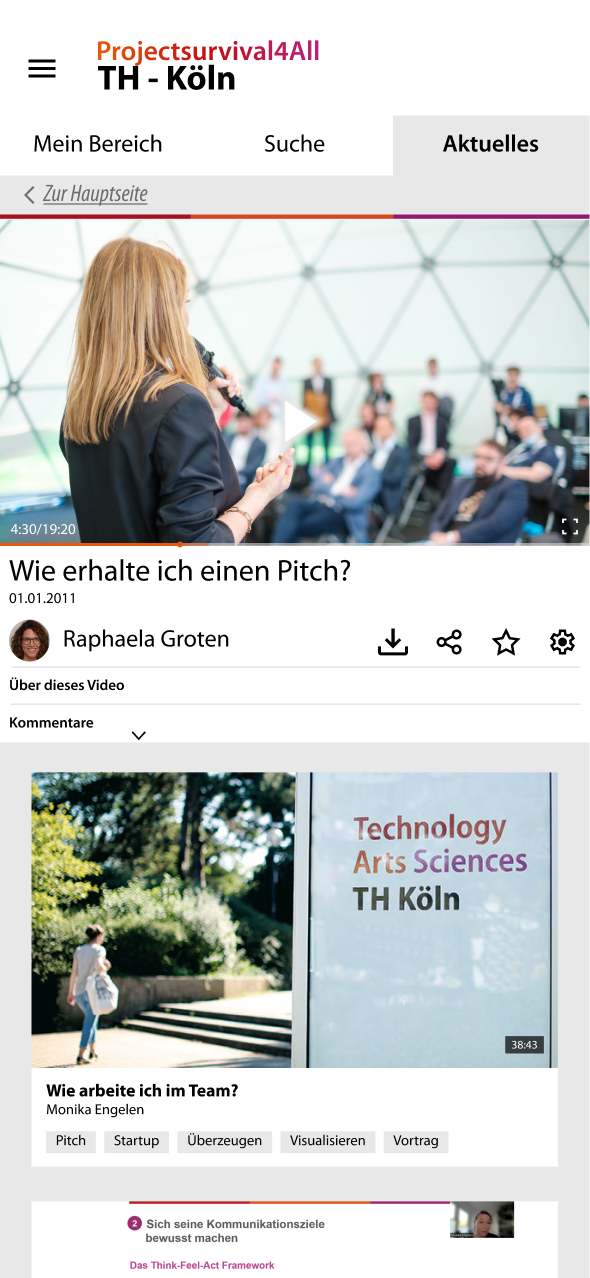 Projectsurvival4All
TH - Köln
Mein Bereich
Suche
Aktuelles
Zur Hauptseite
4:30/19:20
Wie erhalte ich einen Pitch?
01.01.2011
Raphaela Groten
Über dieses Video
Kommentare
Technology
Arts Sciences
TH Köln
38:43
Wie arbeite ich im Team?
Monika Engelen
Pitch
Startup
Überzeugen
Visualisieren
Vortrag
2 Sich seine Kommunikationsziele
bewusst machen
Das Think-Feel-Act Framework